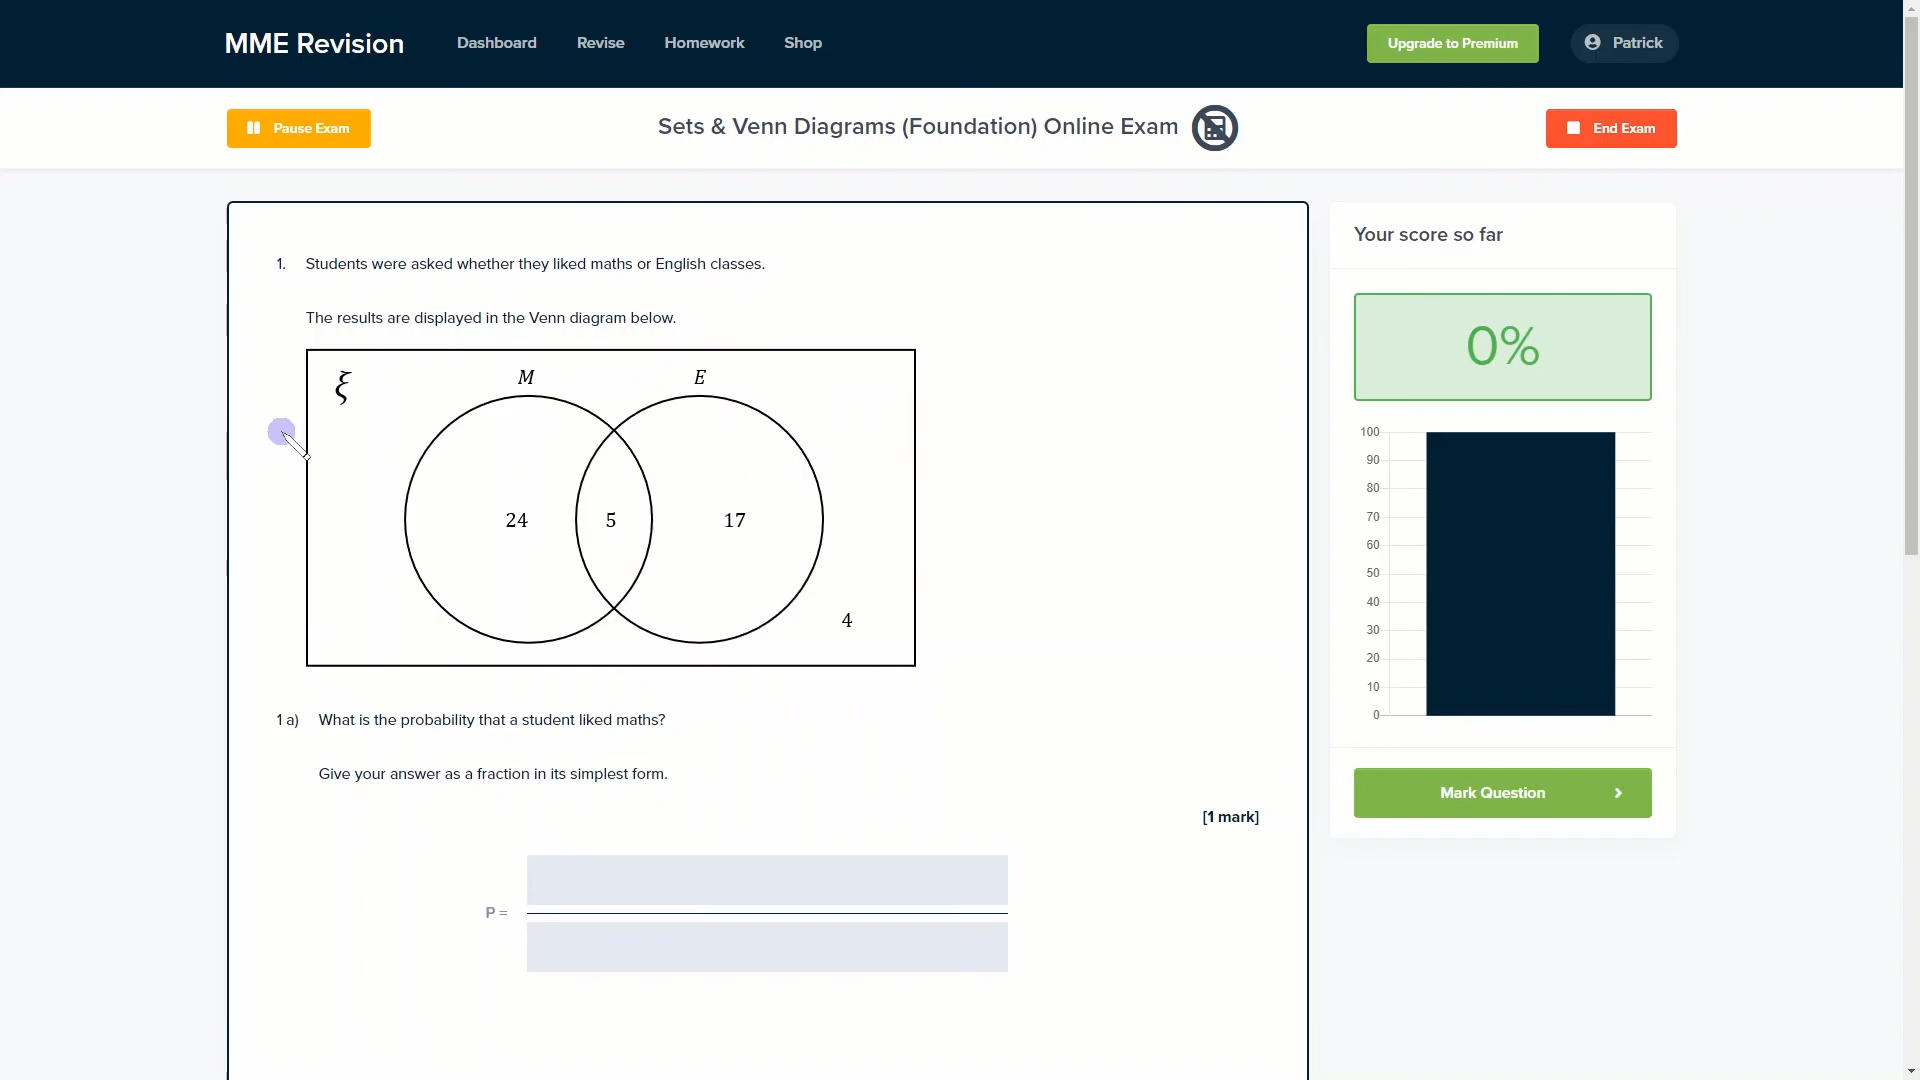 MME Revision Dashboard Revise Homework Shop Upgrade to Premium Patrick
Pause Exam Sets & Venn Diagrams (Foundation) Online Exam End Exam
1. Students were asked whether they liked maths or English classes.
The results are displayed in the Venn diagram below.
ξ M E
24 5 17
4
1 a) What is the probability that a student liked maths?
Give your answer as a fraction in its simplest form.
[1 mark]
P =
Your score so far
0%
100
90
80
70
60
50
40
30
20
10
0
Mark Question